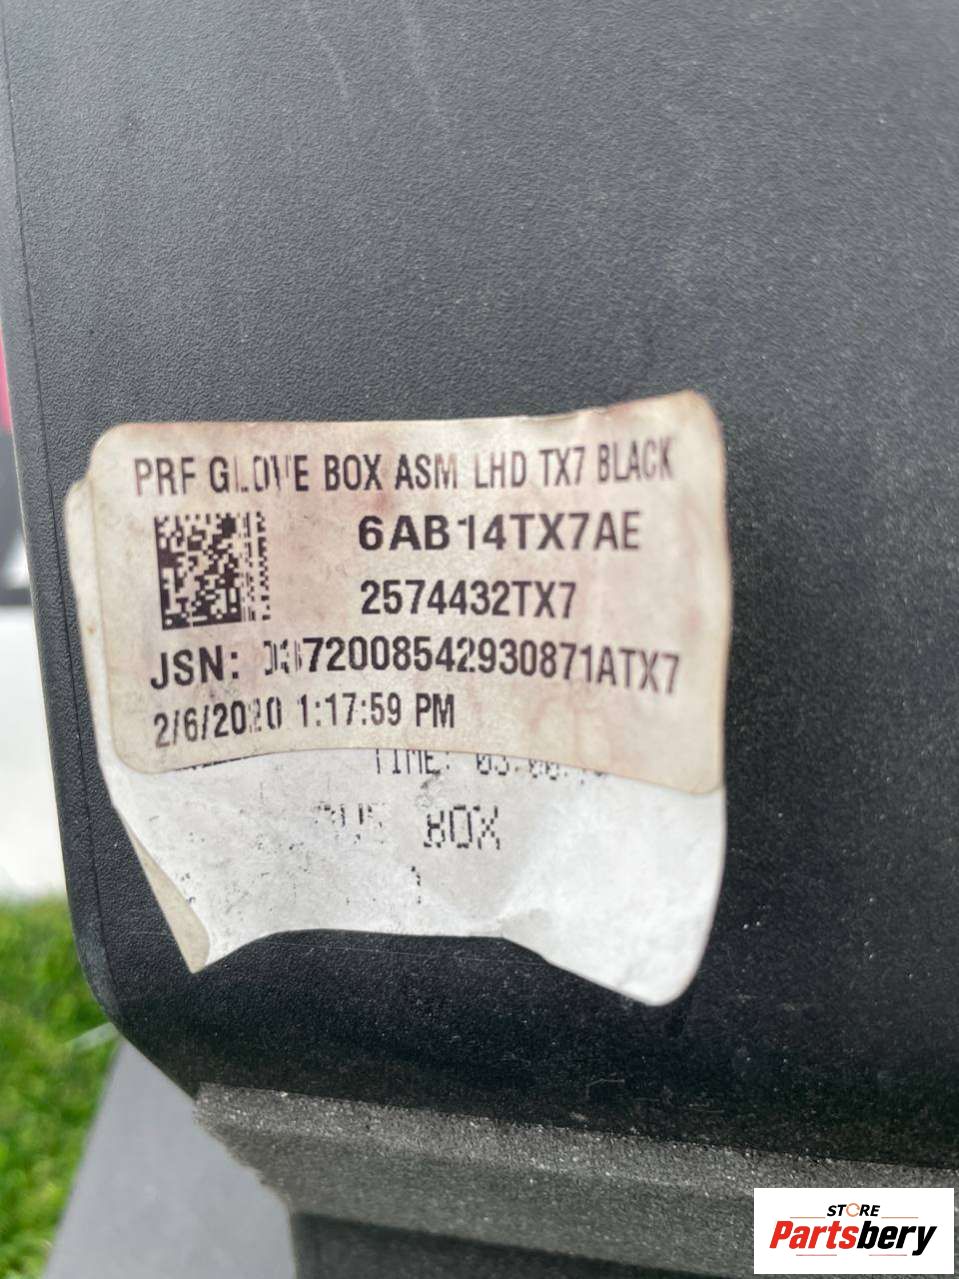 PRF GLOVE BOX ASM LHD TX7 BLACK
6AB14TX7AE
2574432TX7
JSN:
2/6/2020 1:17:59 PM
TIME:
BOX
STORE
Partsbery